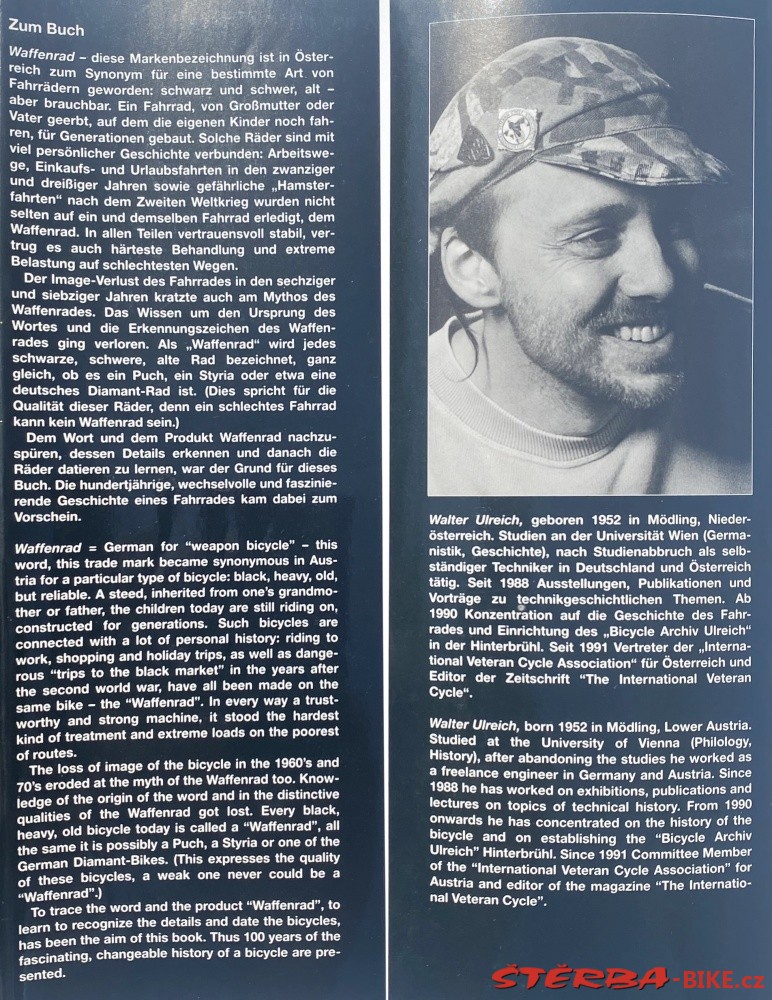 Zum Buch
Waffenrad – diese Markenbezeichnung ist in Öster-
reich zum Synonym für eine bestimmte Art von
Fahrrädern geworden: schwarz und schwer, alt –
aber brauchbar. Ein Fahrrad, von Großmutter oder
Vater geerbt, auf dem die eigenen Kinder noch fah-
ren, für Generationen gebaut. Solche Räder sind mit
viel persönlicher Geschichte verbunden: Arbeitswe-
ge, Einkaufs- und Urlaubsfahrten in den zwanziger
und dreißiger Jahren sowie gefährliche „Hamster-
fahrten" nach dem Zweiten Weltkrieg wurden nicht
selten auf ein und demselben Fahrrad erledigt, dem
Waffenrad. In allen Teilen vertrauensvoll stabil, ver-
trug es auch härteste Behandlung und extreme
Belastung auf schlechtesten Wegen.
Der Image-Verlust des Fahrrades in den sechziger
und siebziger Jahren kratzte auch am Mythos des
Waffenrades. Das Wissen um den Ursprung des
Wortes und die Erkennungszeichen des Waffen-
rades ging verloren. Als „Waffenrad" wird jedes
schwarze, schwere, alte Rad bezeichnet, ganz
gleich, ob es ein Puch, ein Styria oder etwa eine
deutsches Diamant-Rad ist. (Dies spricht für die
Qualität dieser Räder, denn ein schlechtes Fahrrad
kann kein Waffenrad sein.)
Dem Wort und dem Produkt Waffenrad nachzu-
spüren, dessen Details erkennen und danach die
Räder datieren zu lernen, war der Grund für dieses
Buch. Die hundertjährige, wechselvolle und faszinie-
rende Geschichte eines Fahrrades kam dabei zum
Vorschein.
Waffenrad = German for "weapon bicycle" – this
word, this trade mark became synonymous in Aus-
tria for a particular type of bicycle: black, heavy, old,
but reliable. A steed, inherited from one's grandmo-
ther or father, the children today are still riding on,
constructed for generations. Such bicycles are
connected with a lot of personal history: riding to
work, shopping and holiday trips, as well as dange-
rous "trips to the black market" in the years after
the second world war, have all been made on the
same bike – the "Waffenrad". In every way a trust-
worthy and strong machine, it stood the hardest
kind of treatment and extreme loads on the poorest
of routes.
The loss of image of the bicycle in the 1960's and
70's eroded at the myth of the Waffenrad too. Know-
ledge of the origin of the word and in the distinctive
qualities of the Waffenrad got lost. Every black,
heavy, old bicycle today is called a "Waffenrad", all
the same it is possibly a Puch, a Styria or one of the
German Diamant-Bikes. (This expresses the quality
of these bicycles, a weak one never could be a
"Waffenrad".)
To trace the word and the product "Waffenrad", to
learn to recognize the details and date the bicycles,
has been the aim of this book. Thus 100 years of the
fascinating, changeable history of a bicycle are pre-
sented.
Walter Ulreich, geboren 1952 in Mödling, Nieder-
österreich. Studien an der Universität Wien (Germa-
nistik, Geschichte), nach Studienabbruch als selb-
ständiger Techniker in Deutschland und Österreich
tätig. Seit 1988 Ausstellungen, Publikationen und
Vorträge zu technikgeschichtlichen Themen. Ab
1990 Konzentration auf die Geschichte des Fahr-
rades und Einrichtung des „Bicycle Archiv Ulreich"
in der Hinterbrühl. Seit 1991 Vertreter der „Interna-
tional Veteran Cycle Association" für Österreich und
Editor der Zeitschrift "The International Veteran
Cycle".
Walter Ulreich, born 1952 in Mödling, Lower Austria.
Studied at the University of Vienna (Philology,
History), after abandoning the studies he worked as
a freelance engineer in Germany and Austria. Since
1988 he has worked on exhibitions, publications and
lectures on topics of technical history. From 1990
onwards he has concentrated on the history of the
bicycle and on establishing the "Bicycle Archiv
Ulreich" Hinterbrühl. Since 1991 Committee Member
of the "International Veteran Cycle Association" for
Austria and editor of the magazine "The Internatio-
nal Veteran Cycle".
ŠTĚRBA-BIKE.cz